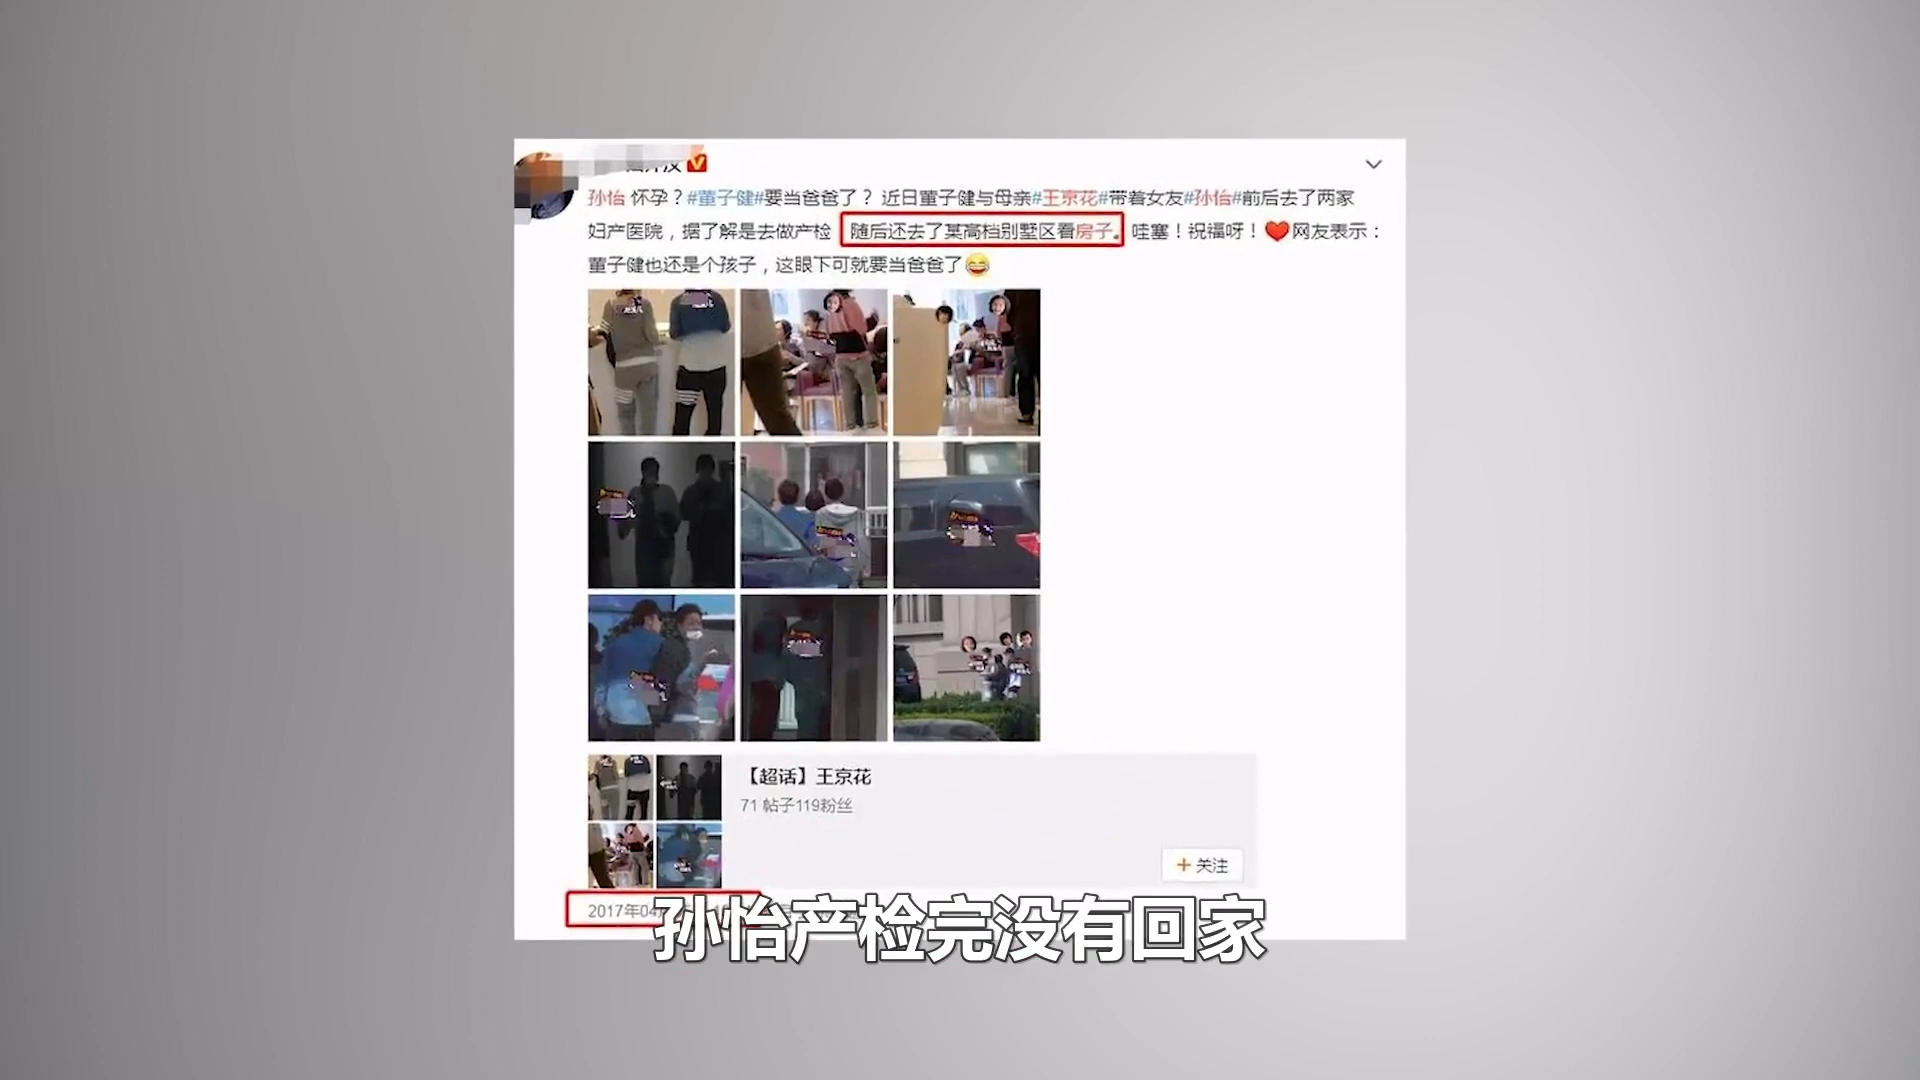 孙怡 怀孕？#董子健#要当爸爸了？ 近日董子健与母亲#王京花#带着女友#孙怡#前后去了两家
妇产医院，据了解是去做产检 随后还去了某高档别墅区看房子。 哇塞！祝福呀！❤️网友表示：
董子健也还是个孩子，这眼下可就要当爸爸了😂
【超话】王京花
71 帖子119粉丝
+ 关注
2017年04
孙怡产检完没有回家